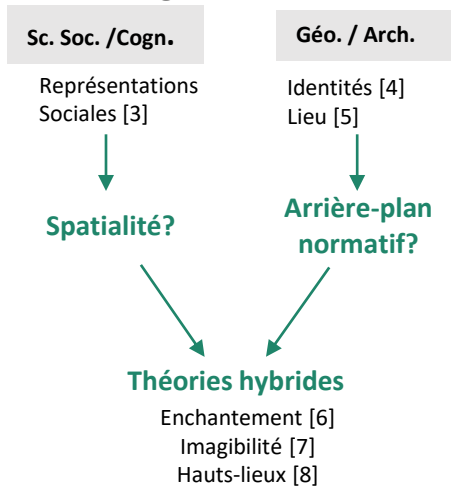 Sc. Soc. /Cogn.
Géo. / Arch.
Représentations
Sociales [3]
Identités [4]
Lieu [5]
Spatialité?
Arrière-plan
normatif?
Théories hybrides
Enchantement [6]
Imagibilité [7]
Hauts-lieux [8]